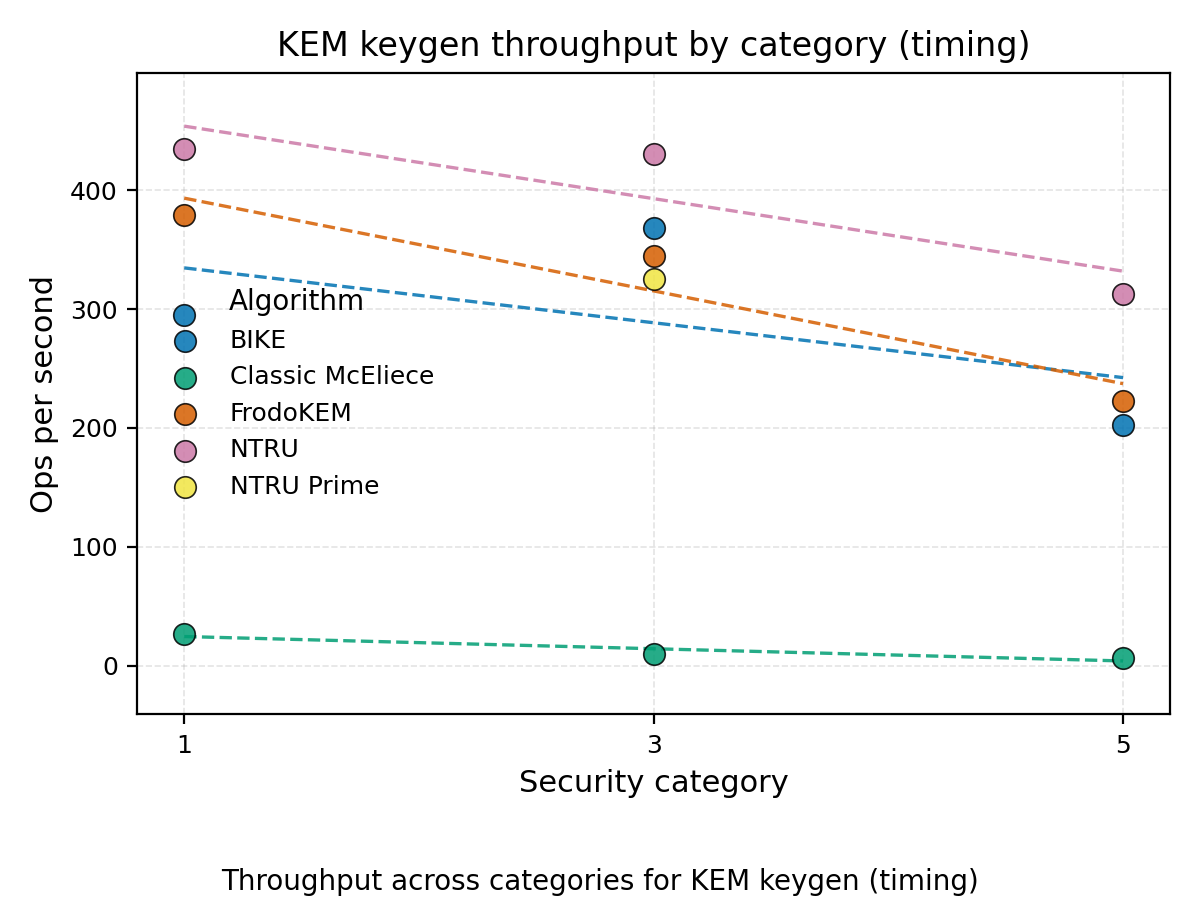 KEM keygen throughput by category (timing)
Ops per second
400
300
200
100
0
Algorithm
BIKE
Classic McEliece
FrodoKEM
NTRU
NTRU Prime
1 3 5
Security category
Throughput across categories for KEM keygen (timing)